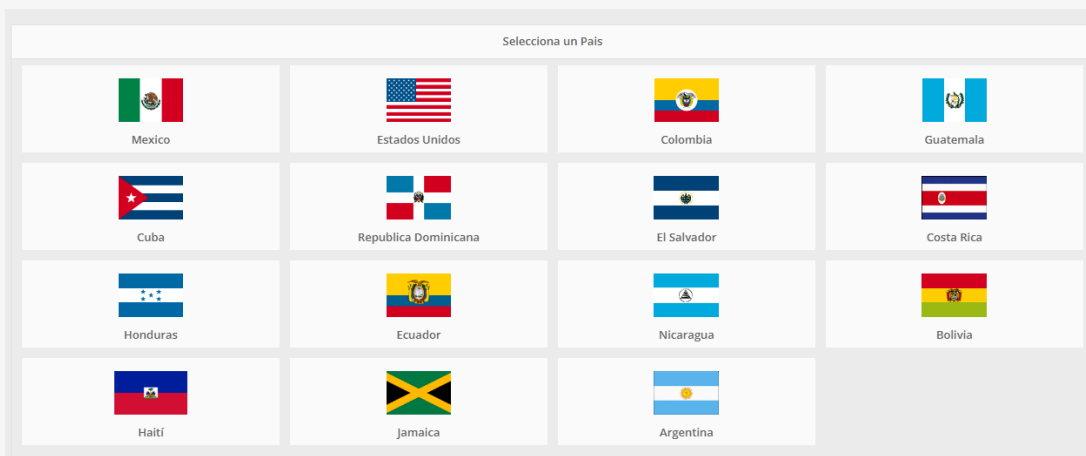 Selecciona un Pais
Mexico
Estados Unidos
Colombia
Guatemala
Cuba
Republica Dominicana
El Salvador
Costa Rica
Honduras
Ecuador
Nicaragua
Bolivia
Haití
Jamaica
Argentina